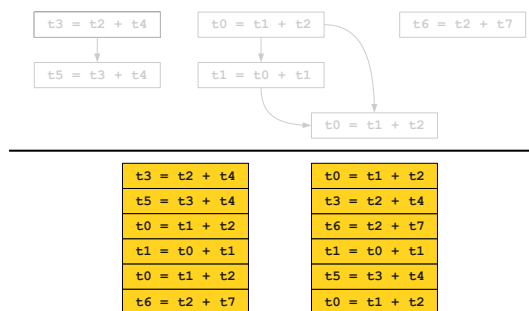 t3 = t2 + t4
t0 = t1 + t2
t6 = t2 + t7
t5 = t3 + t4
t1 = t0 + t1
t0 = t1 + t2
t3 = t2 + t4
t5 = t3 + t4
t0 = t1 + t2
t1 = t0 + t1
t0 = t1 + t2
t6 = t2 + t7
t0 = t1 + t2
t3 = t2 + t4
t6 = t2 + t7
t1 = t0 + t1
t5 = t3 + t4
t0 = t1 + t2